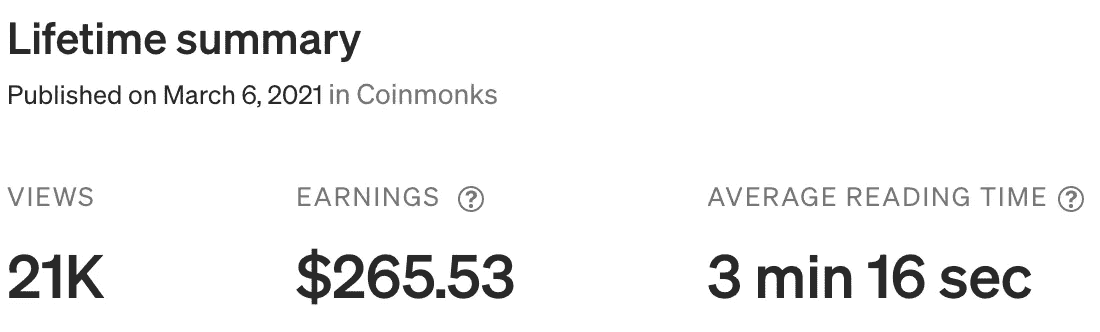 Lifetime summary
Published on March 6, 2021 in Coinmonks
VIEWS EARNINGS ? AVERAGE READING TIME ?
21K $265.53 3 min 16 sec